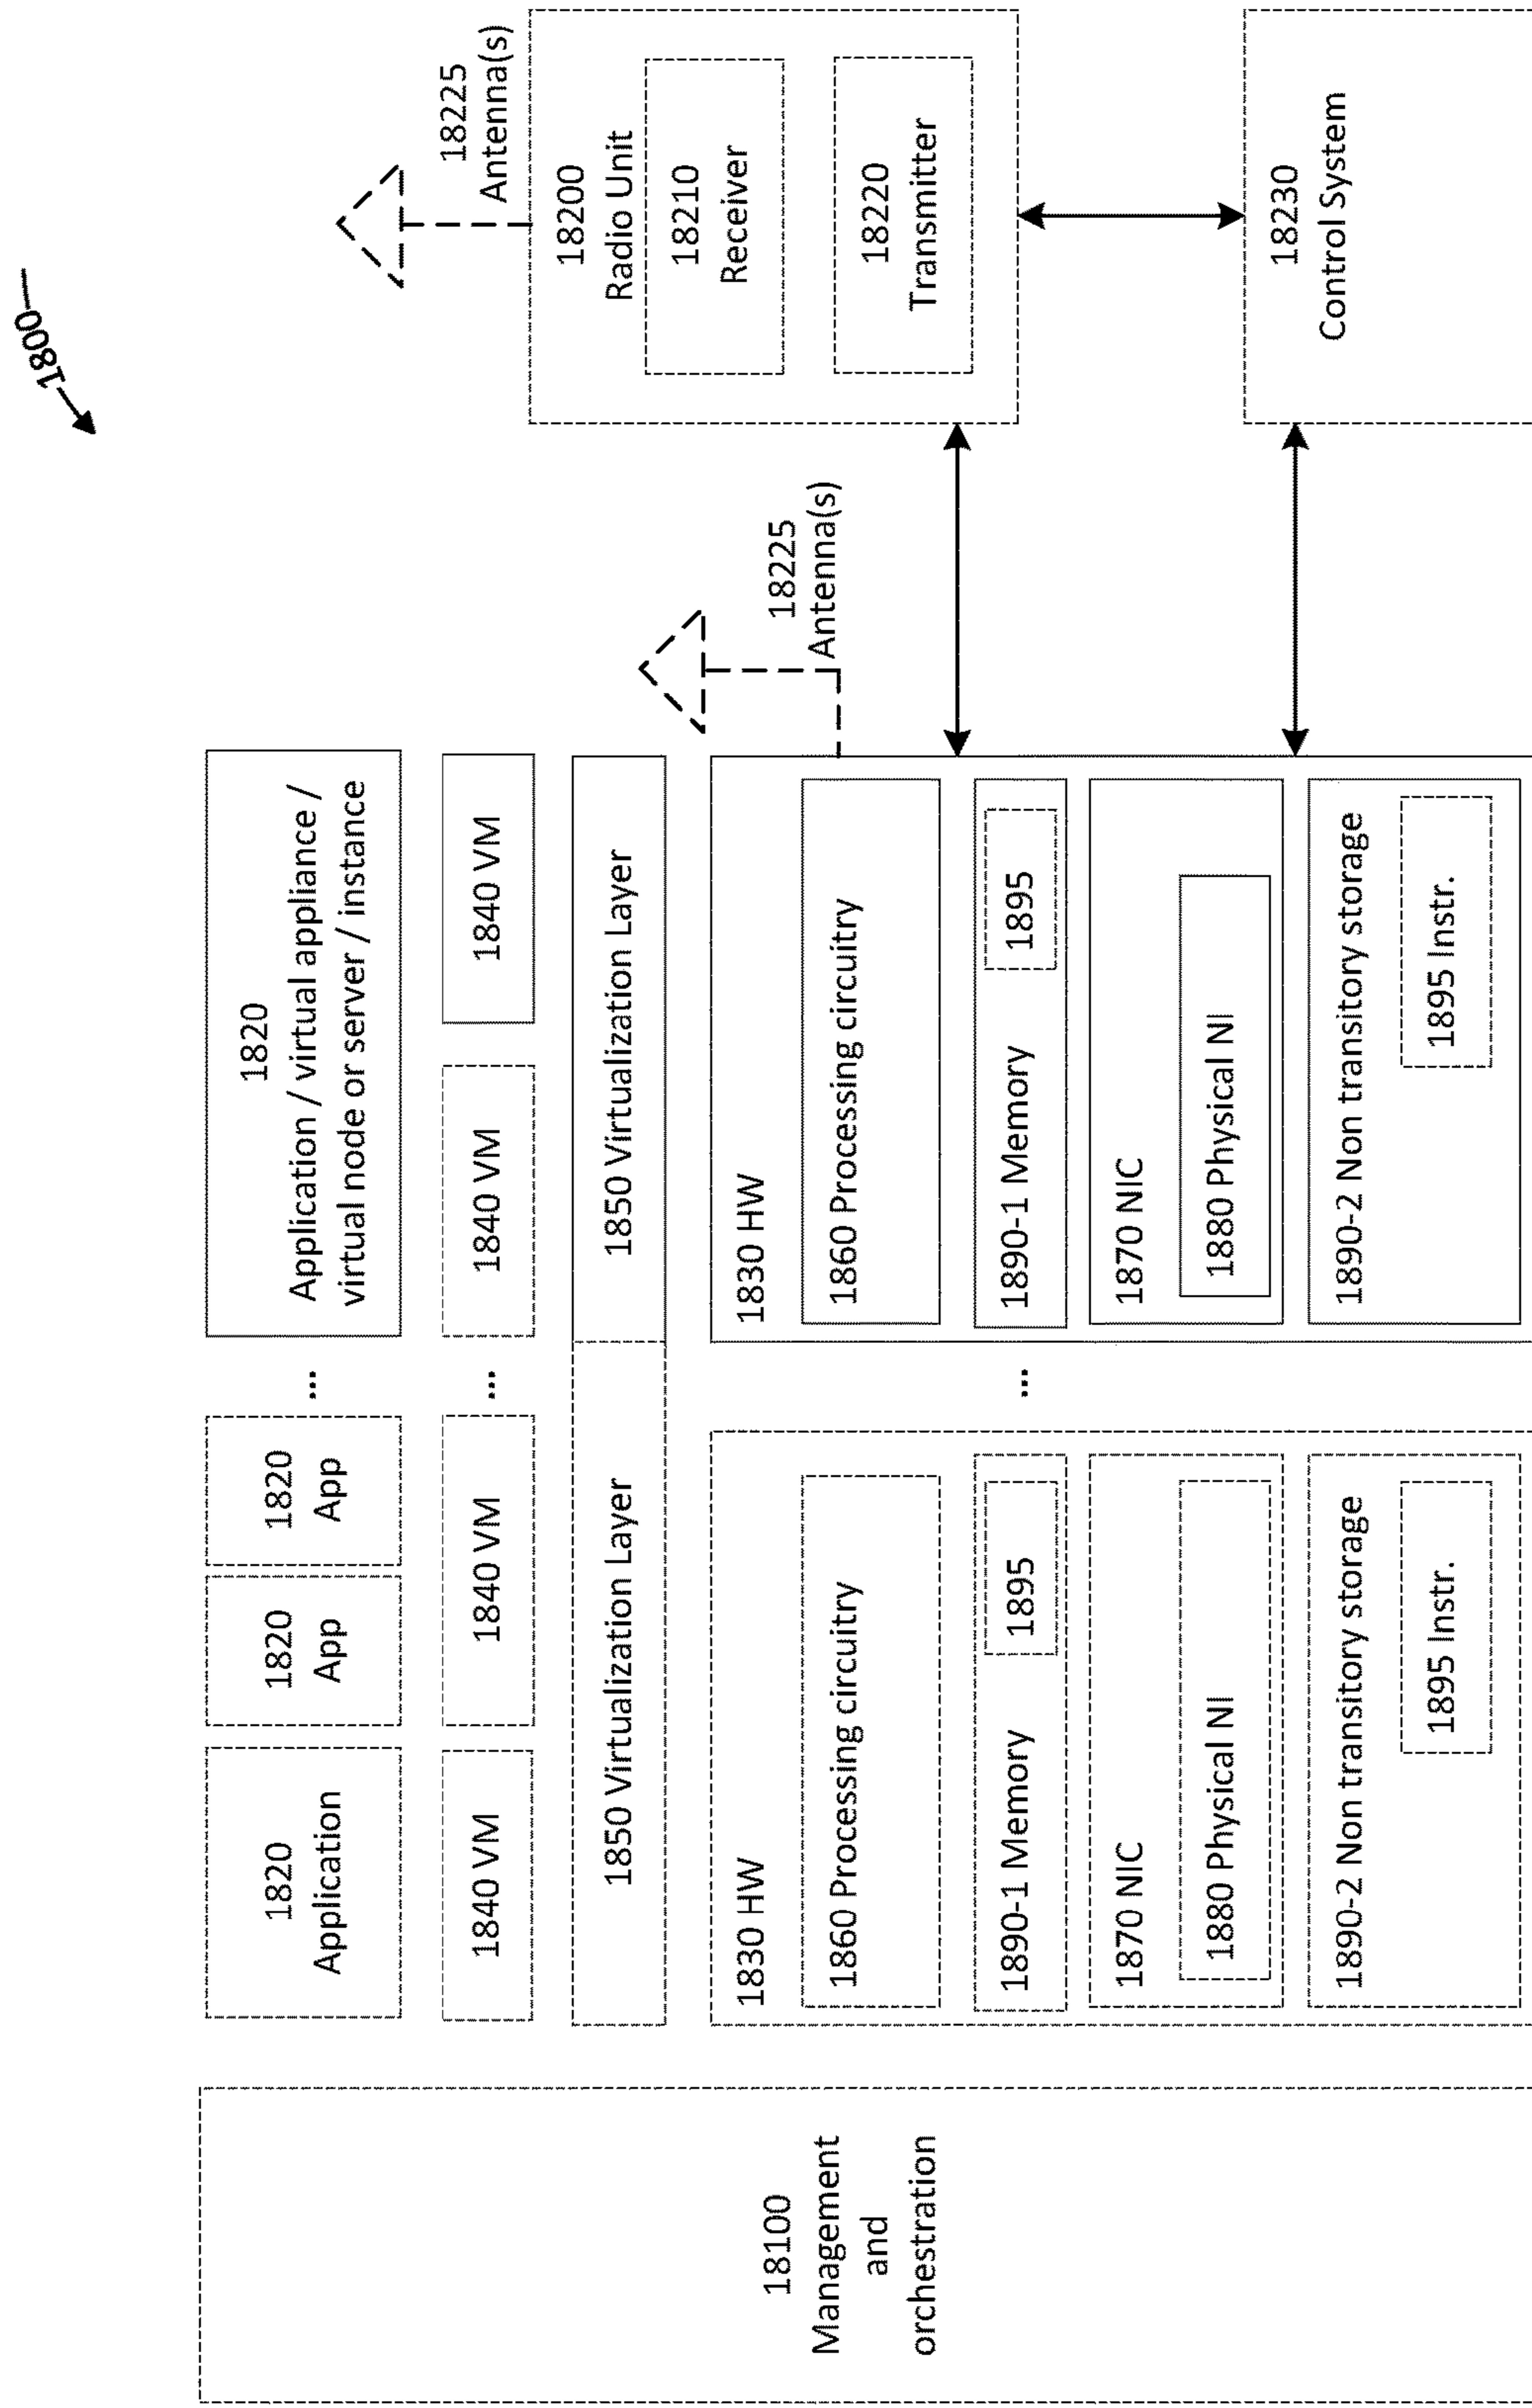 1800
18100
Management
and
orchestration
1820
Application
1820
App
1820
App
...
1820
Application / virtual appliance /
virtual node or server / instance
1840 VM
1840 VM
...
1840 VM
1840 VM
1850 Virtualization Layer
1850 Virtualization Layer
1830 HW
1860 Processing circuitry
1890-1 Memory
1895
1870 NIC
1880 Physical NI
1890-2 Non transitory storage
1895 Instr.
...
1830 HW
1860 Processing circuitry
1890-1 Memory
1895
1870 NIC
1880 Physical NI
1890-2 Non transitory storage
1895 Instr.
18225
Antenna(s)
18225
Antenna(s)
18200
Radio Unit
18210
Receiver
18220
Transmitter
18230
Control System